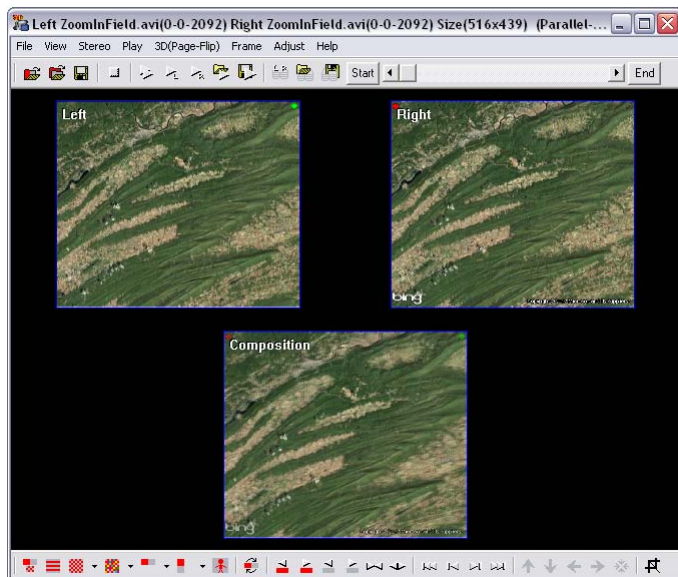 Left ZoomInField.avi(0-0-2092) Right ZoomInField.avi(0-0-2092) Size(516x439) (Parallel-...
File View Stereo Play 3D(Page-Flip) Frame Adjust Help
Start End
Left
Right
bing
Composition
bing